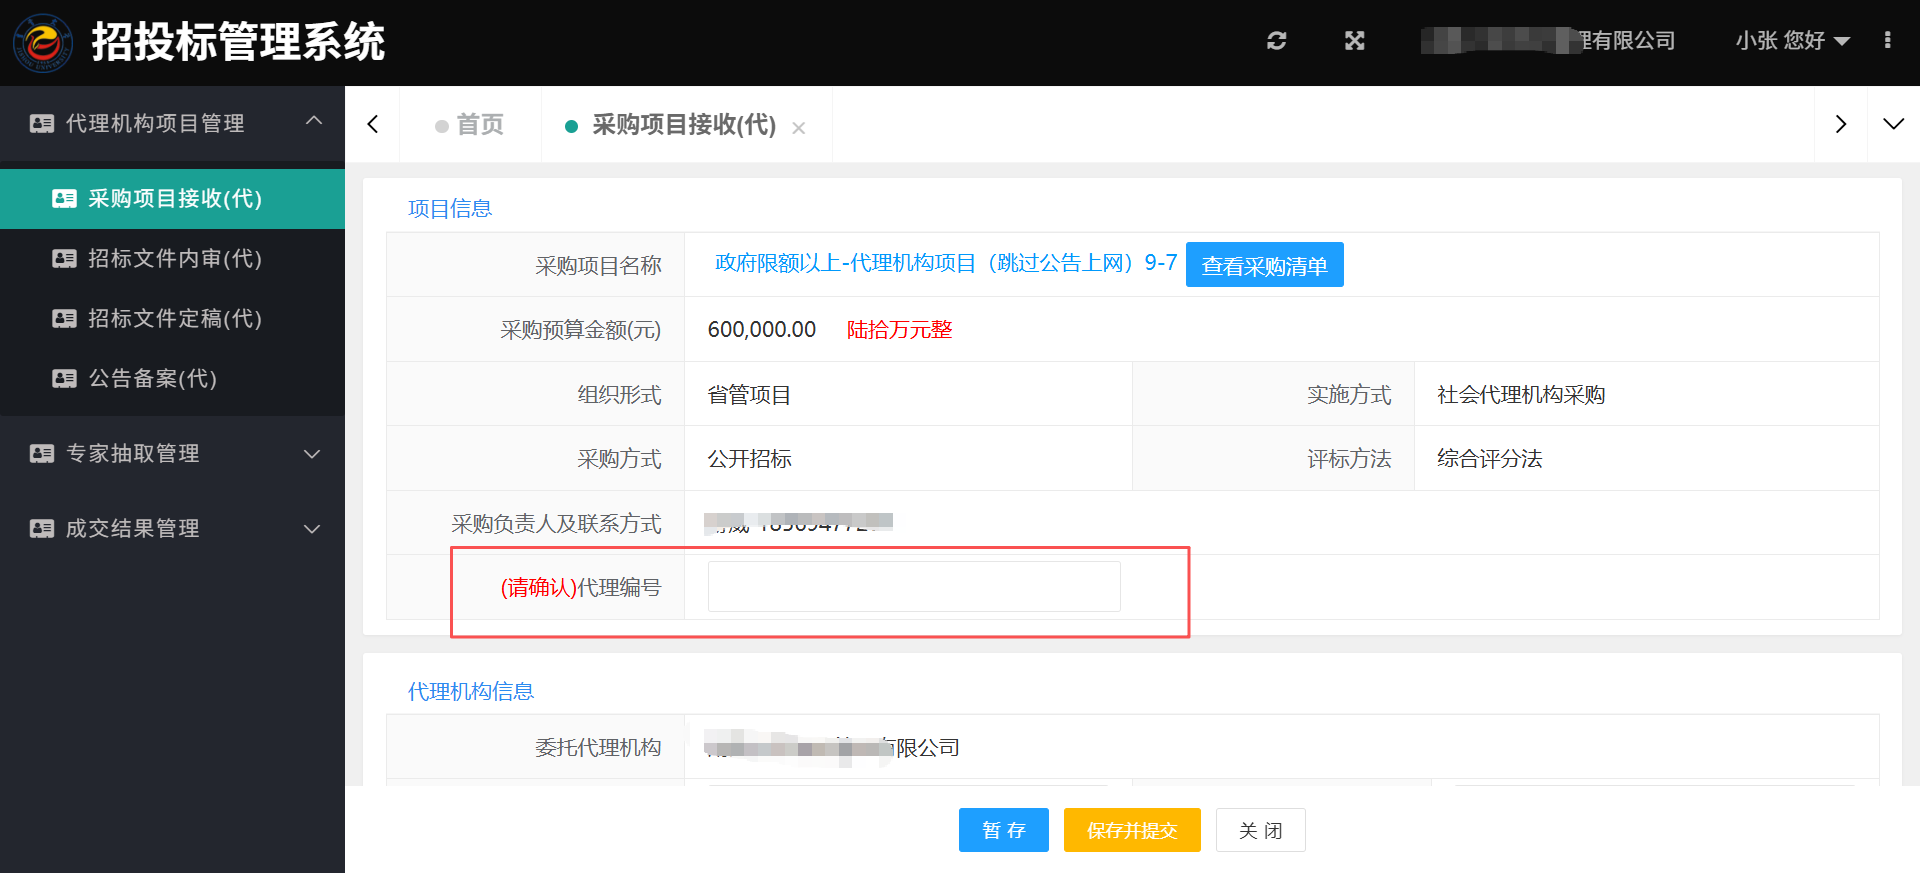 招投标管理系统
理有限公司
小张 您好
代理机构项目管理
采购项目接收(代)
招标文件内审(代)
招标文件定稿(代)
公告备案(代)
专家抽取管理
成交结果管理
首页
采购项目接收(代)
项目信息
采购项目名称
政府限额以上-代理机构项目（跳过公告上网）9-7
查看采购清单
采购预算金额(元)
600,000.00 陆拾万元整
组织形式
省管项目
实施方式
社会代理机构采购
采购方式
公开招标
评标方法
综合评分法
采购负责人及联系方式
(请确认)代理编号
代理机构信息
委托代理机构
有限公司
暂 存
保存并提交
关 闭